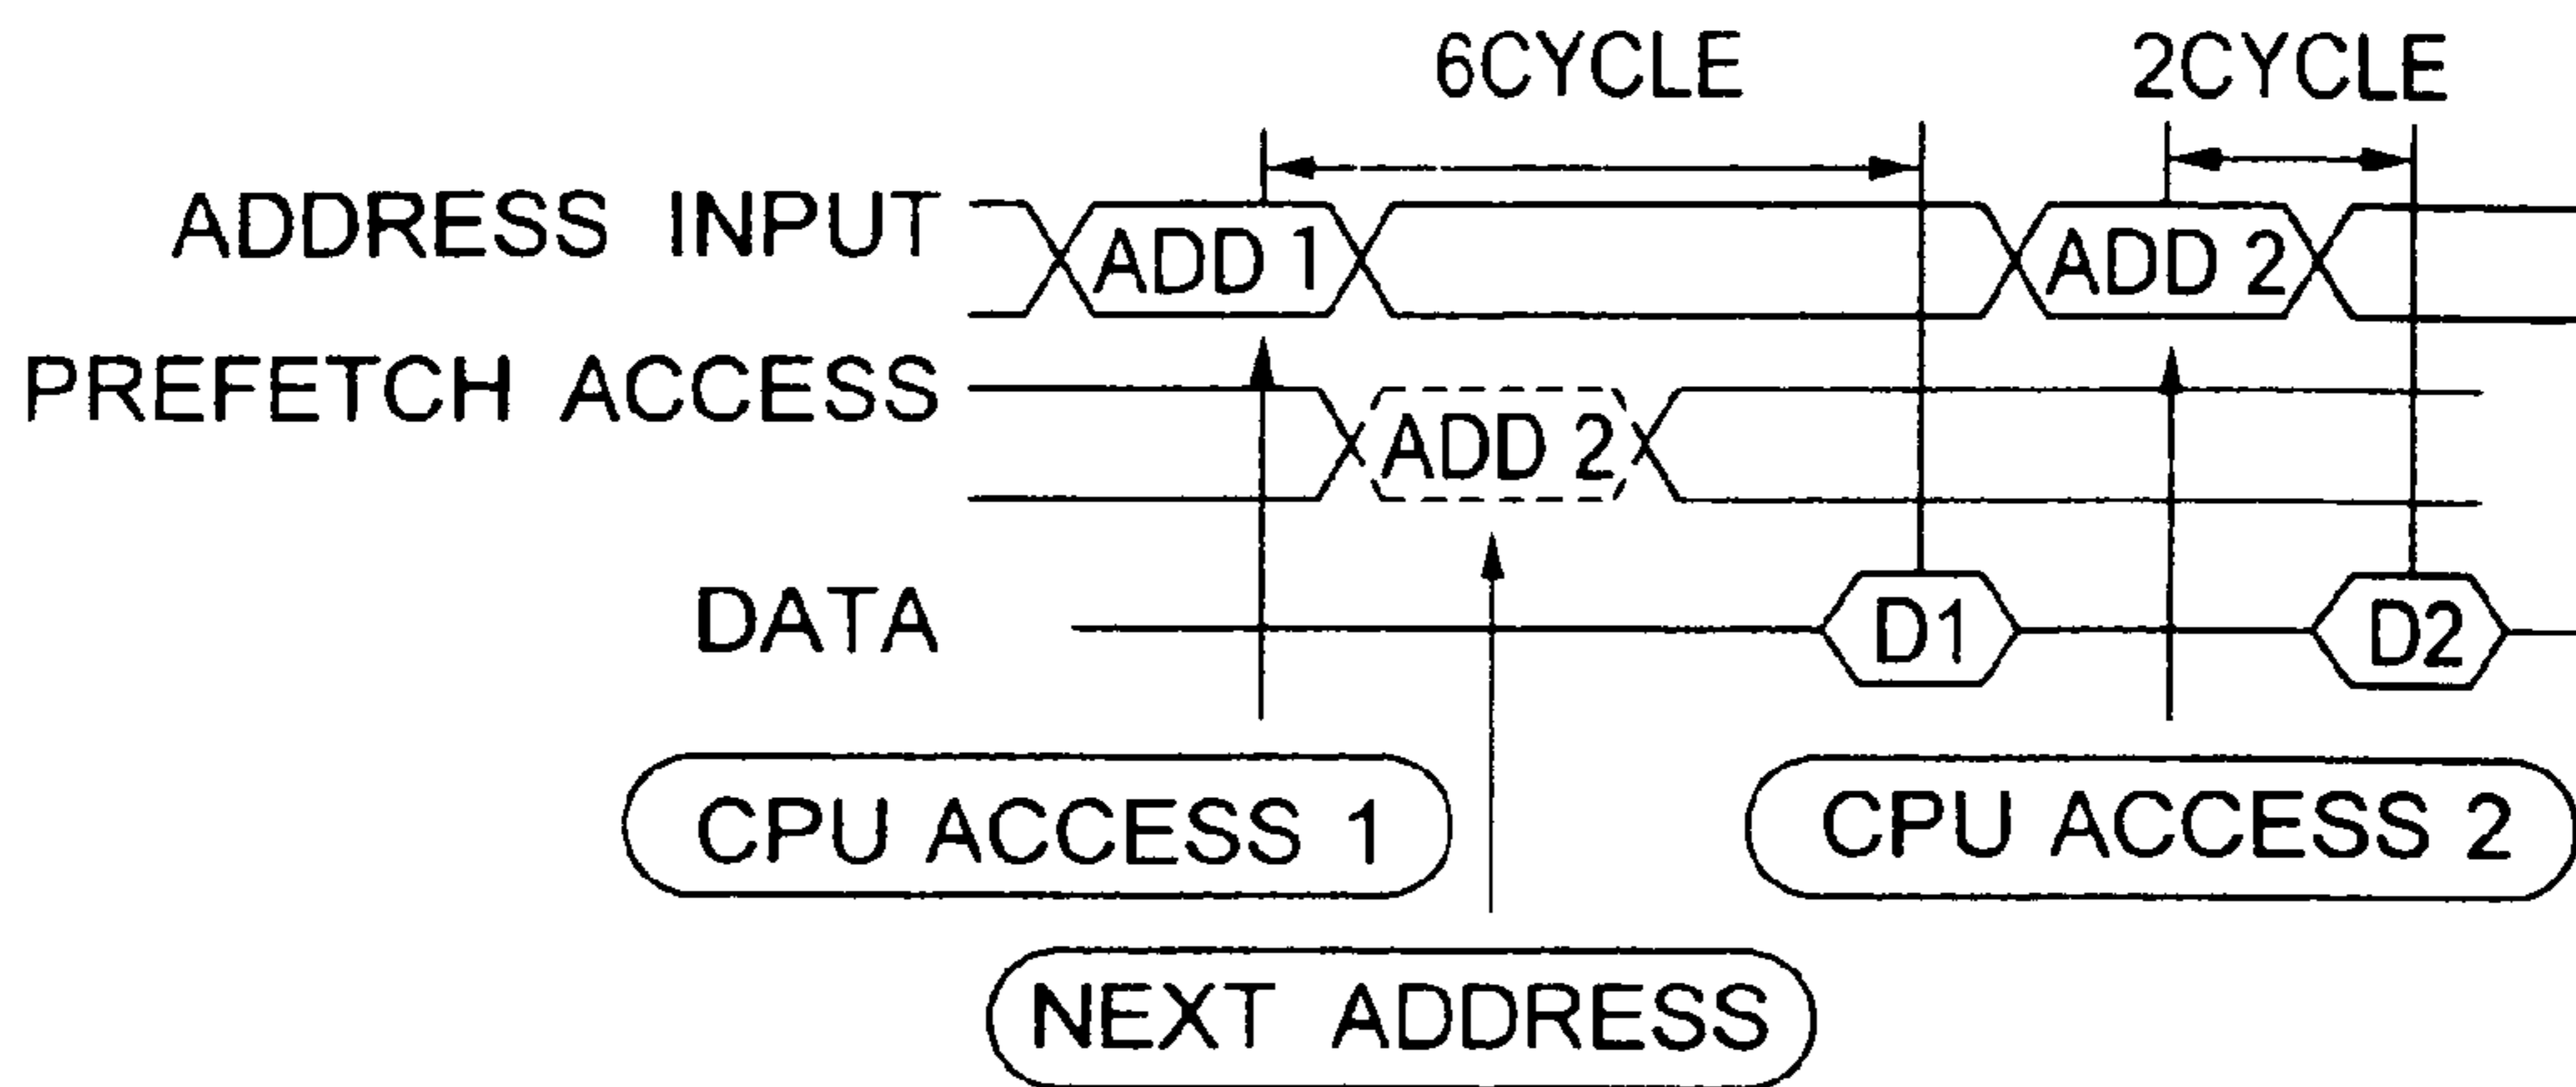 6CYCLE 2CYCLE
ADDRESS INPUT ADD 1 ADD 2
PREFETCH ACCESS ADD 2
DATA D1 D2
CPU ACCESS 1 CPU ACCESS 2
NEXT ADDRESS